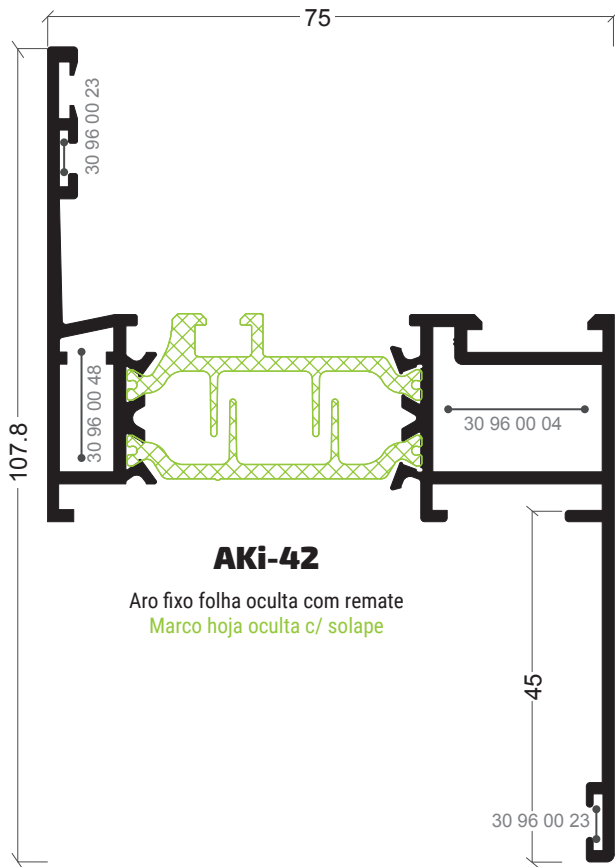 75
30 96 00 23
107.8
30 96 00 48
30 96 00 04
AKi-42
Aro fixo folha oculta com remate
Marco hoja oculta c/ solape
45
30 96 00 23